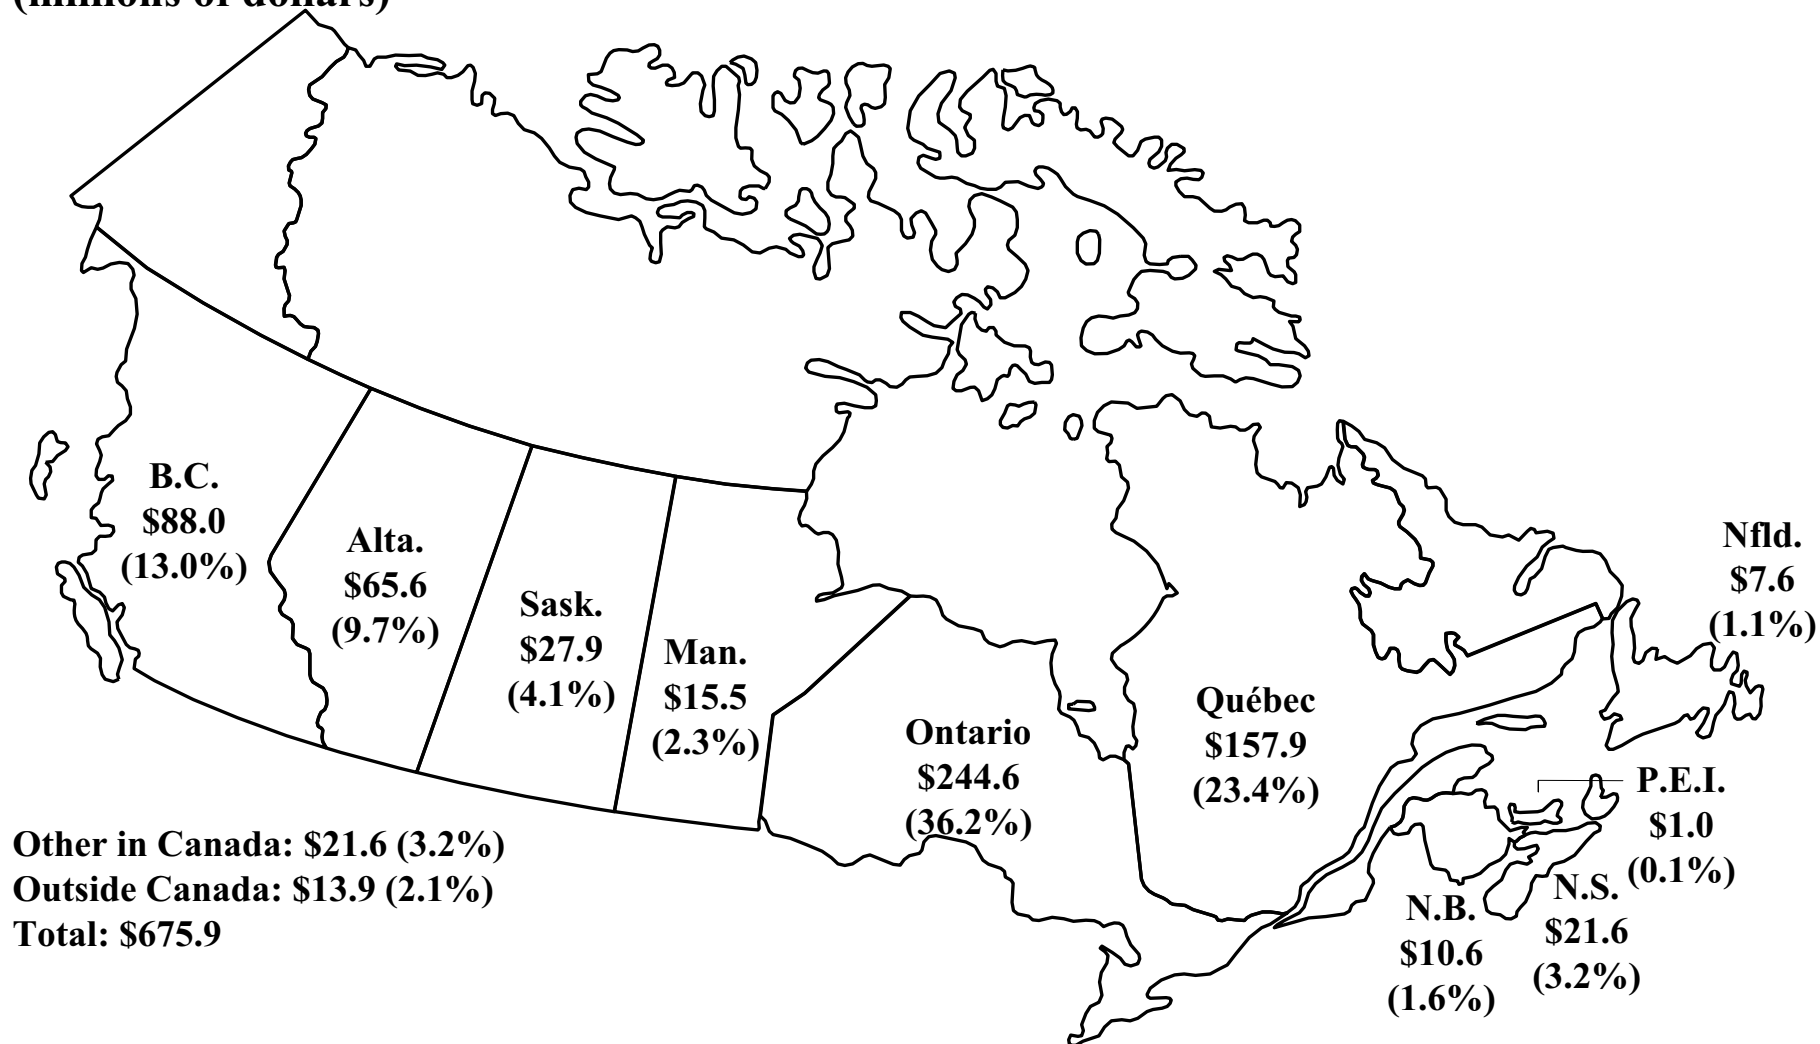 (millions of dollars)
B.C.
$88.0
(13.0%)
Alta.
$65.6
(9.7%)
Sask.
$27.9
(4.1%)
Man.
$15.5
(2.3%)
Ontario
$244.6
(36.2%)
Québec
$157.9
(23.4%)
Nfld.
$7.6
(1.1%)
P.E.I.
$1.0
(0.1%)
N.S.
$21.6
(3.2%)
N.B.
$10.6
(1.6%)
Other in Canada: $21.6 (3.2%)
Outside Canada: $13.9 (2.1%)
Total: $675.9